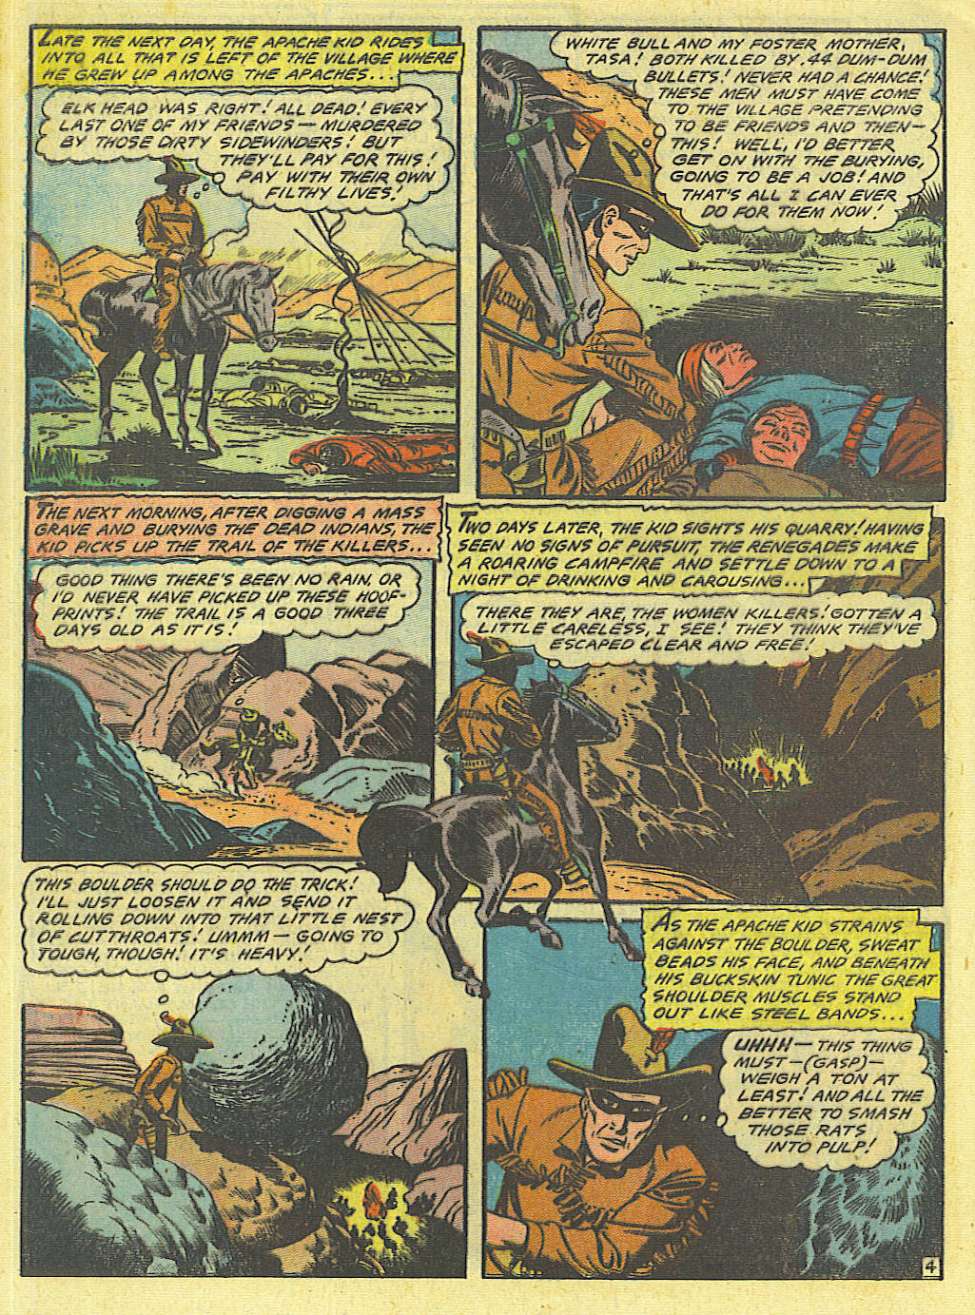 LATE THE NEXT DAY, THE APACHE KID RIDES
INTO ALL THAT IS LEFT OF THE VILLAGE WHERE
HE GREW UP AMONG THE APACHES...
ELK HEAD WAS RIGHT! ALL DEAD! EVERY
LAST ONE OF MY FRIENDS — MURDERED
BY THOSE DIRTY SIDEWINDERS! BUT
THEY'LL PAY FOR THIS!
PAY WITH THEIR OWN
FILTHY LIVES!
WHITE BULL AND MY FOSTER MOTHER,
TASA! BOTH KILLED BY .44 DUM-DUM
BULLETS! NEVER HAD A CHANCE!
THESE MEN MUST HAVE COME
TO THE VILLAGE PRETENDING
TO BE FRIENDS AND THEN—
THIS! WELL, I'D BETTER
GET ON WITH THE BURYING,
GOING TO BE A JOB! AND
THAT'S ALL I CAN EVER
DO FOR THEM NOW!
THE NEXT MORNING, AFTER DIGGING A MASS
GRAVE AND BURYING THE DEAD INDIANS, THE
KID PICKS UP THE TRAIL OF THE KILLERS...
GOOD THING THERE'S BEEN NO RAIN, OR
I'D NEVER HAVE PICKED UP THESE HOOF-
PRINTS! THE TRAIL IS A GOOD THREE
DAYS OLD AS IT IS!
TWO DAYS LATER, THE KID SIGHTS HIS QUARRY! HAVING
SEEN NO SIGNS OF PURSUIT, THE RENEGADES MAKE
A ROARING CAMPFIRE AND SETTLE DOWN TO A
NIGHT OF DRINKING AND CAROUSING...
THERE THEY ARE, THE WOMEN KILLERS! GOTTEN A
LITTLE CARELESS, I SEE! THEY THINK THEY'VE
ESCAPED CLEAR AND FREE!
THIS BOULDER SHOULD DO THE TRICK!
I'LL JUST LOOSEN IT AND SEND IT
ROLLING DOWN INTO THAT LITTLE NEST
OF CUTTHROATS! UMMM — GOING TO
TOUGH, THOUGH! IT'S HEAVY!
AS THE APACHE KID STRAINS
AGAINST THE BOULDER, SWEAT
BEADS HIS FACE, AND BENEATH
HIS BUCKSKIN TUNIC THE GREAT
SHOULDER MUSCLES STAND
OUT LIKE STEEL BANDS...
UHHH— THIS THING
MUST — (GASP) —
WEIGH A TON AT
LEAST! AND ALL THE
BETTER TO SMASH
THOSE RATS
INTO PULP!
4